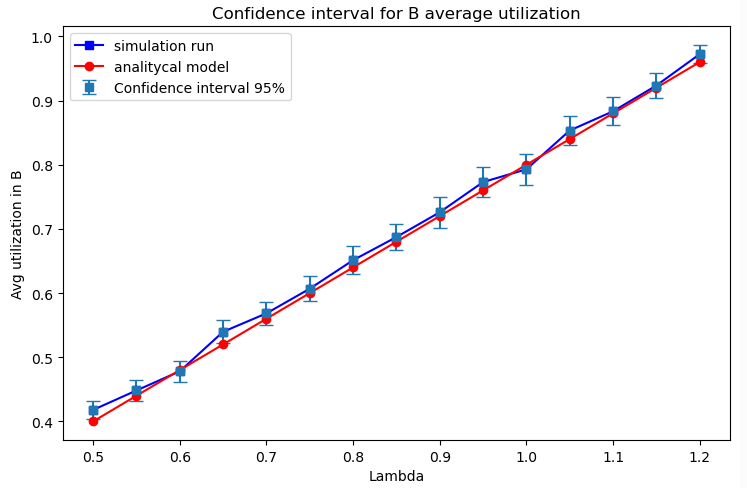 Confidence interval for B average utilization
simulation run
analitycal model
Confidence interval 95%
Avg utilization in B
1.0
0.9
0.8
0.7
0.6
0.5
0.4
0.5
0.6
0.7
0.8
0.9
1.0
1.1
1.2
Lambda